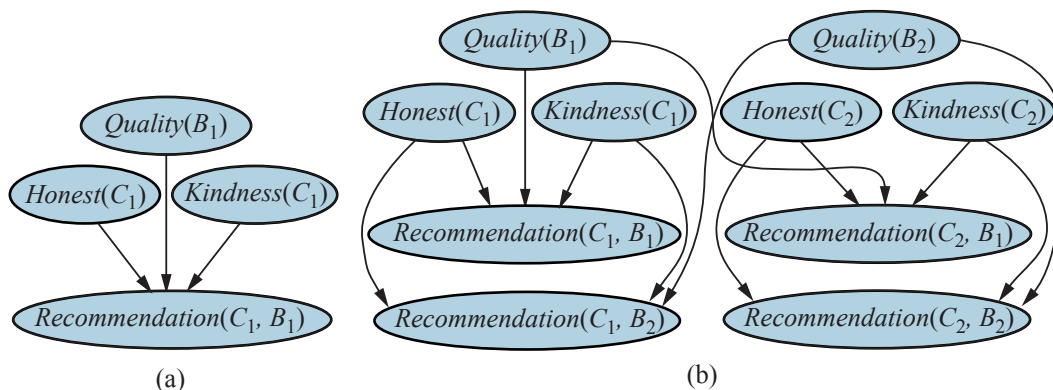 Quality(B1)
Honest(C1)
Kindness(C1)
Recommendation(C1, B1)
(a)
Quality(B1)
Quality(B2)
Honest(C1)
Kindness(C1)
Honest(C2)
Kindness(C2)
Recommendation(C1, B1)
Recommendation(C2, B1)
Recommendation(C1, B2)
Recommendation(C2, B2)
(b)